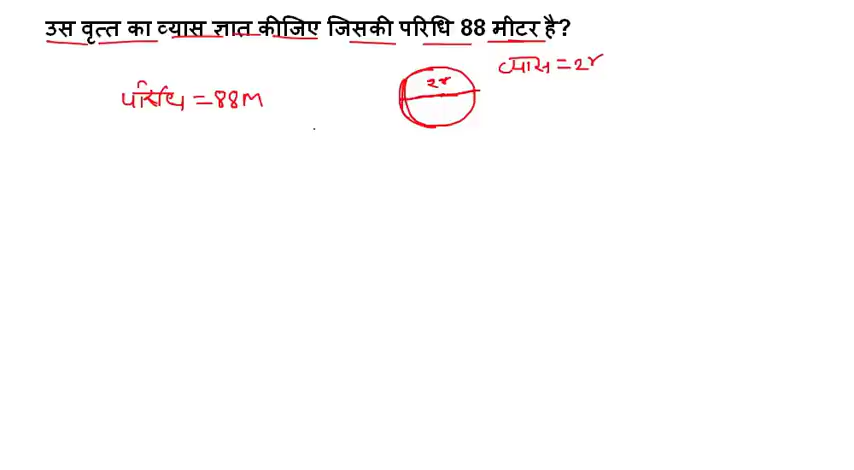 उस वृत्त का व्यास ज्ञात कीजिए जिसकी परिधि 88 मीटर है?
व्यास = 2r
2r
परिधि = 88M